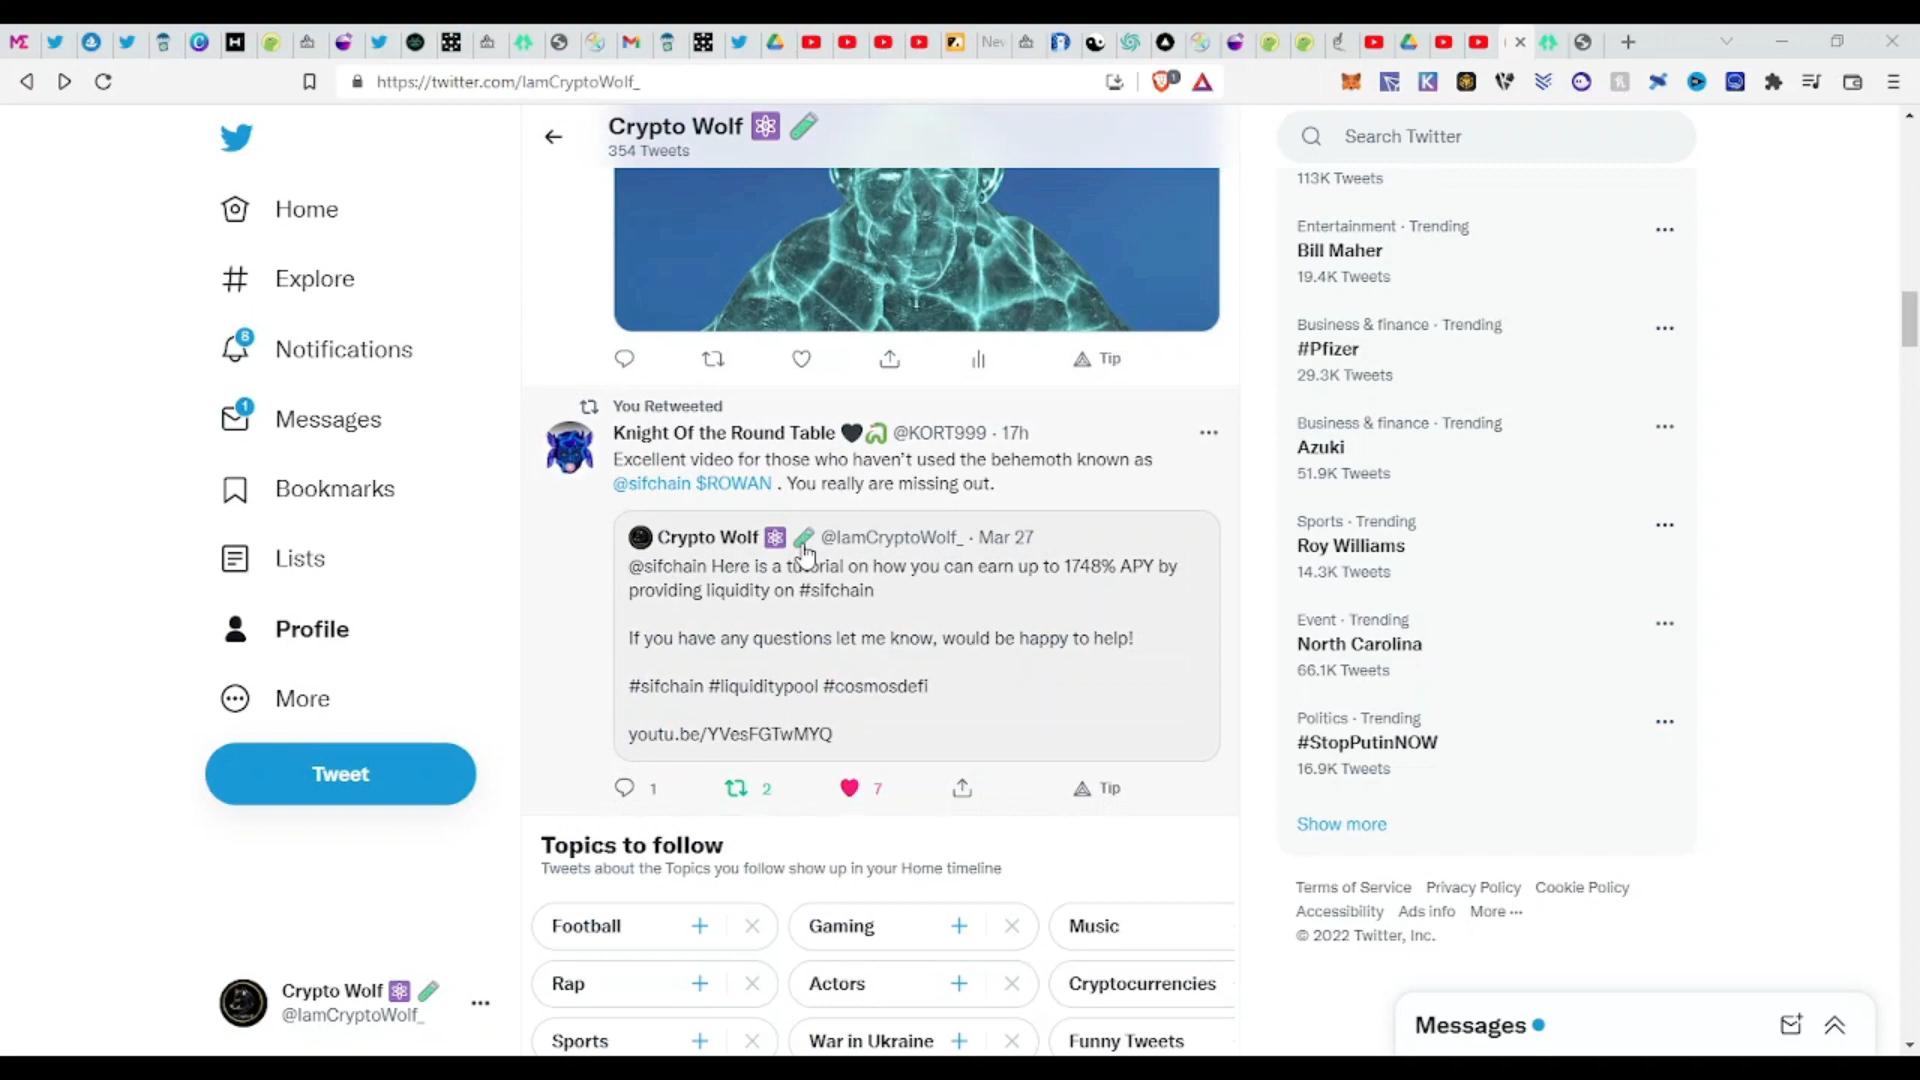 New
https://twitter.com/IamCryptoWolf_
Crypto Wolf
354 Tweets
Search Twitter
Home
Explore
8
Notifications
1
Messages
Bookmarks
Lists
Profile
More
Tweet
Crypto Wolf
@IamCryptoWolf_
Tip
You Retweeted
Knight Of the Round Table @KORT999 · 17h
Excellent video for those who haven't used the behemoth known as
@sifchain $ROWAN . You really are missing out.
Crypto Wolf @IamCryptoWolf_ · Mar 27
@sifchain Here is a tutorial on how you can earn up to 1748% APY by
providing liquidity on #sifchain
If you have any questions let me know, would be happy to help!
#sifchain #liquiditypool #cosmosdefi
youtu.be/YVesFGTwMYQ
1 2 7 Tip
Topics to follow
Tweets about the Topics you follow show up in your Home timeline
Football Gaming Music
Rap Actors Cryptocurrencies
Sports War in Ukraine Funny Tweets
113K Tweets
Entertainment · Trending
Bill Maher
19.4K Tweets
Business & finance · Trending
#Pfizer
29.3K Tweets
Business & finance · Trending
Azuki
51.9K Tweets
Sports · Trending
Roy Williams
14.3K Tweets
Event · Trending
North Carolina
66.1K Tweets
Politics · Trending
#StopPutinNOW
16.9K Tweets
Show more
Terms of Service Privacy Policy Cookie Policy
Accessibility Ads info More ···
© 2022 Twitter, Inc.
Messages